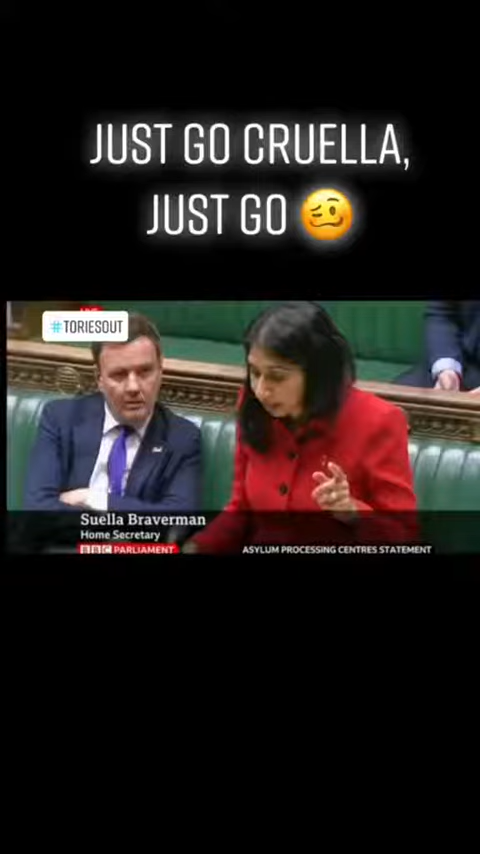 JUST GO CRUELLA,
JUST GO 🥴
#TORIESOUT
Suella Braverman
Home Secretary
BBC PARLIAMENT
ASYLUM PROCESSING CENTRES STATEMENT